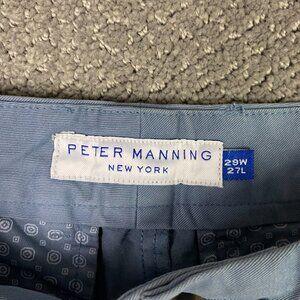 PETER MANNING
NEW YORK
29W
27L